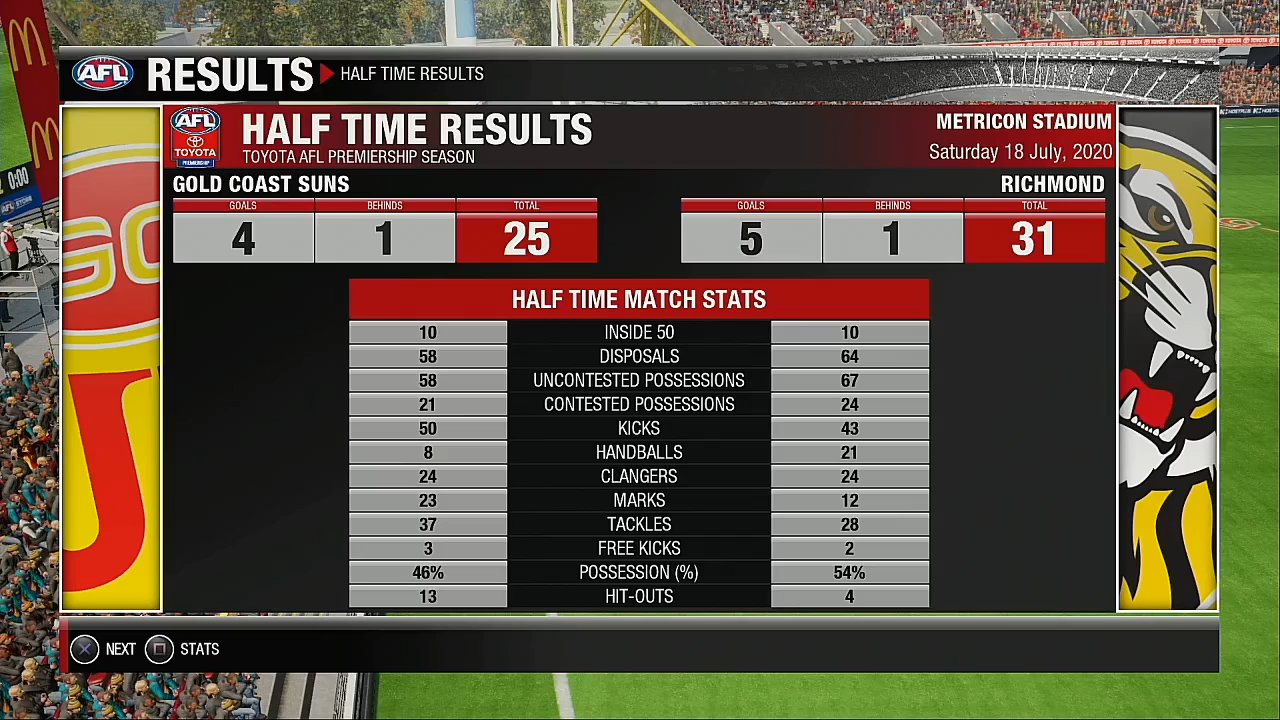 AFL RESULTS HALF TIME RESULTS
AFL
TOYOTA
PREMIERSHIP
HALF TIME RESULTS
TOYOTA AFL PREMIERSHIP SEASON
METRICON STADIUM
Saturday 18 July, 2020
GOLD COAST SUNS
RICHMOND
GOALS BEHINDS TOTAL GOALS BEHINDS TOTAL
4 1 25 5 1 31
HALF TIME MATCH STATS
10 INSIDE 50 10
58 DISPOSALS 64
58 UNCONTESTED POSSESSIONS 67
21 CONTESTED POSSESSIONS 24
50 KICKS 43
8 HANDBALLS 21
24 CLANGERS 24
23 MARKS 12
37 TACKLES 28
3 FREE KICKS 2
46% POSSESSION (%) 54%
13 HIT-OUTS 4
NEXT STATS
0:00